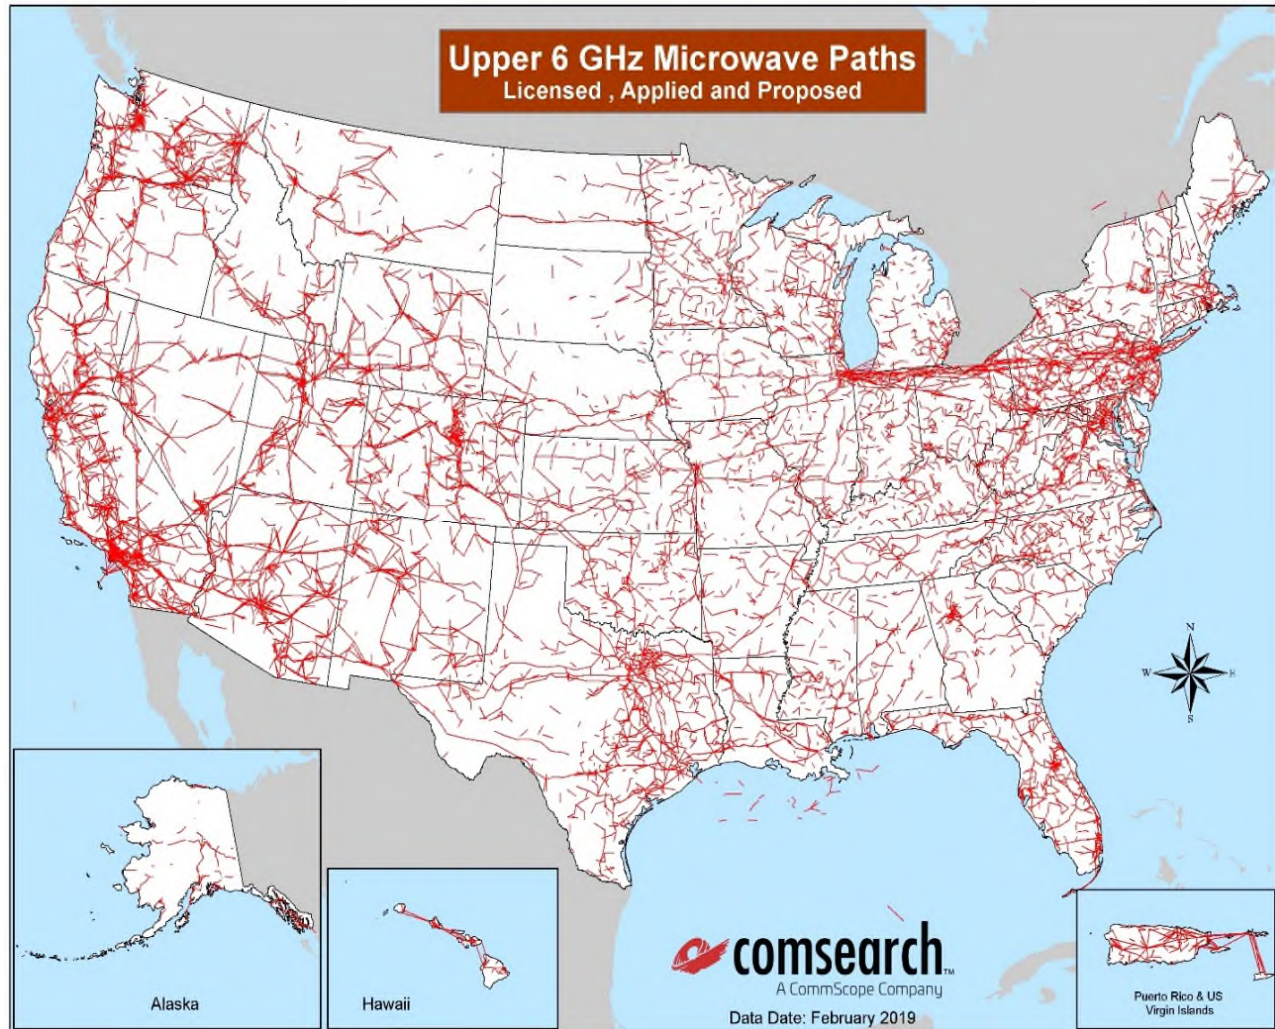 Upper 6 GHz Microwave Paths
Licensed , Applied and Proposed
N
W
E
S
Alaska
Hawaii
comsearch™
A CommScope Company
Data Date: February 2019
Puerto Rico & US
Virgin Islands